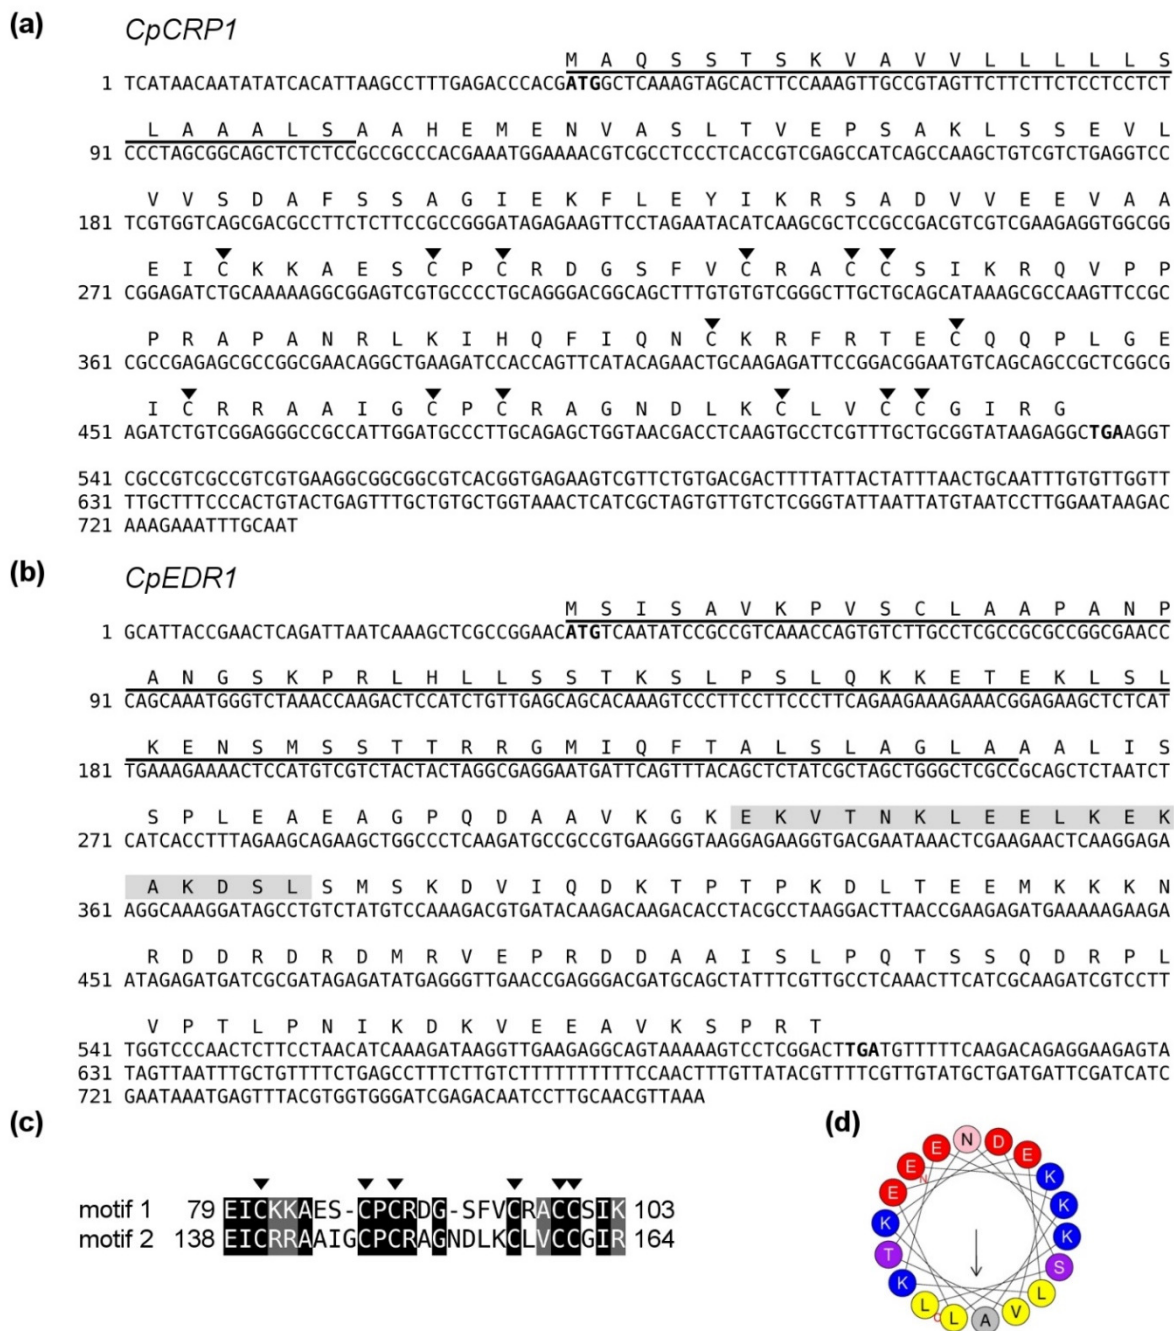 (a)
CpCRP1
M A Q S S T S K V A V V L L L L L S
1 TCATAACAATATATCACATTAAGCCTTTGAGACCCACGATGGCTCAAAGTAGCACTTCCAAAGTTGCCGTAGTTCTTCTTCTCCTCCTCT
L A A A L S A A H E M E N V A S L T V E P S A K L S S E V L
91 CCCTAGCGGCAGCTCTCTCCGCCGCCCACGAAATGGAAAACGTCGCCTCCCTCACCGTCGAGCCATCAGCCAAGCTGTCGTCTGAGGTCC
V V S D A F S S A G I E K F L E Y I K R S A D V V E E V A A
181 TCGTGGTCAGCGACGCCTTCTCTTCCGCCGGGATAGAGAAGTTCCTAGAATACATCAAGCGCTCCGCCGACGTCGTCGAAGAGGTGGCGG
E I C K K A E S C P C R D G S F V C R A C C S I K R Q V P P
271 CGGAGATCTGCAAAAAGGCGGAGTCGTGCCCCTGCAGGGACGGCAGCTTTGTGTGTCGGGCTTGCTGCAGCATAAAGCGCCAAGTTCCGC
P R A P A N R L K I H Q F I Q N C K R F R T E C Q Q P L G E
361 CGCCGAGAGCGCCGGCGAACAGGCTGAAGATCCACCAGTTCATACAGAACTGCAAGAGATTCCGGACGGAATGTCAGCAGCCGCTCGGCG
I C R R A A I G C P C R A G N D L K C L V C C G I R G
451 AGATCTGTCGGAGGGCCGCCATTGGATGCCCTTGCAGAGCTGGTAACGACCTCAAGTGCCTCGTTTGCTGCGGTATAAGAGGCTGAAGGT
541 CGCCGTCGCCGTCGTGAAGGCGGCGGCGTCACGGTGAGAAGTCGTTCTGTGACGACTTTTATTACTATTTAACTGCAATTTGTGTTGGTT
631 TTGCTTTCCCACTGTACTGAGTTTGCTGTGCTGGTAAACTCATCGCTAGTGTTGTCTCGGGTATTAATTATGTAATCCTTGGAATAAGAC
721 AAAGAAATTTGCAAT
(b)
CpEDR1
M S I S A V K P V S C L A A P A N P
1 GCATTACCGAACTCAGATTAATCAAAGCTCGCCGGAACATGTCAATATCCGCCGTCAAACCAGTGTCTTGCCTCGCCGCGCCGGCGAACC
A N G S K P R L H L L S S T K S L P S L Q K K E T E K L S L
91 CAGCAAATGGGTCTAAACCAAGACTCCATCTGTTGAGCAGCACAAAGTCCCTTCCTTCCCTTCAGAAGAAAGAAACGGAGAAGCTCTCAT
K E N S M S S T T R R G M I Q F T A L S L A G L A A A L I S
181 TGAAAGAAAACTCCATGTCGTCTACTACTAGGCGAGGAATGATTCAGTTTACAGCTCTATCGCTAGCTGGGCTCGCCGCAGCTCTAATCT
S P L E A E A G P Q D A A V K G K E K V T N K L E E L K E K
271 CATCACCTTTAGAAGCAGAAGCTGGCCCTCAAGATGCCGCCGTGAAGGGTAAGGAGAAGGTGACGAATAAACTCGAAGAACTCAAGGAGA
A K D S L S M S K D V I Q D K T P T P K D L T E E M K K K N
361 AGGCAAAGGATAGCCTGTCTATGTCCAAAGACGTGATACAAGACAAGACACCTACGCCTAAGGACTTAACCGAAGAGATGAAAAAGAAGA
R D D R D R D M R V E P R D D A A I S L P Q T S S Q D R P L
451 ATAGAGATGATCGCGATAGAGATATGAGGGTTGAACCGAGGGACGATGCAGCTATTTCGTTGCCTCAAACTTCATCGCAAGATCGTCCTT
V P T L P N I K D K V E E A V K S P R T
541 TGGTCCCAACTCTTCCTAACATCAAAGATAAGGTTGAAGAGGCAGTAAAAAGTCCTCGGACTTGATGTTTTTCAAGACAGAGGAAGAGTA
631 TAGTTAATTTGCTGTTTTCTGAGCCTTTCTTGTCTTTTTTTTTTCCAACTTTGTTATACGTTTTCGTTGTATGCTGATGATTCGATCATC
721 GAATAAATGAGTTTACGTGGTGGGATCGAGACAATCCTTGCAACGTTAAA
(c)
motif 1 79 EICKKAES-CPCRDG-SFVCRACCSIK 103
motif 2 138 EICRRAAIGCPCRAGNDLKCLVCCGIR 164
(d)
E N D E K K K S L V A L L K T K E E
N
C